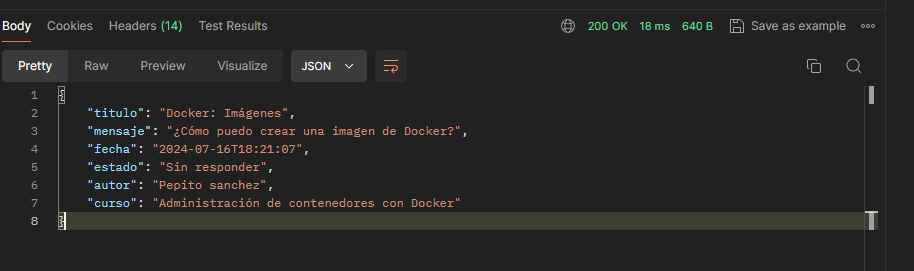 Body Cookies Headers (14) Test Results 200 OK 18 ms 640 B Save as example
Pretty Raw Preview Visualize JSON
1 {
2 "titulo": "Docker: Imágenes",
3 "mensaje": "¿Cómo puedo crear una imagen de Docker?",
4 "fecha": "2024-07-16T18:21:07",
5 "estado": "Sin responder",
6 "autor": "Pepito sanchez",
7 "curso": "Administración de contenedores con Docker"
8 }